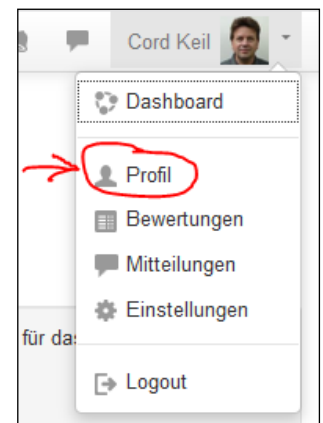 Cord Keil
Dashboard
Profil
Bewertungen
Mitteilungen
Einstellungen
für das
Logout